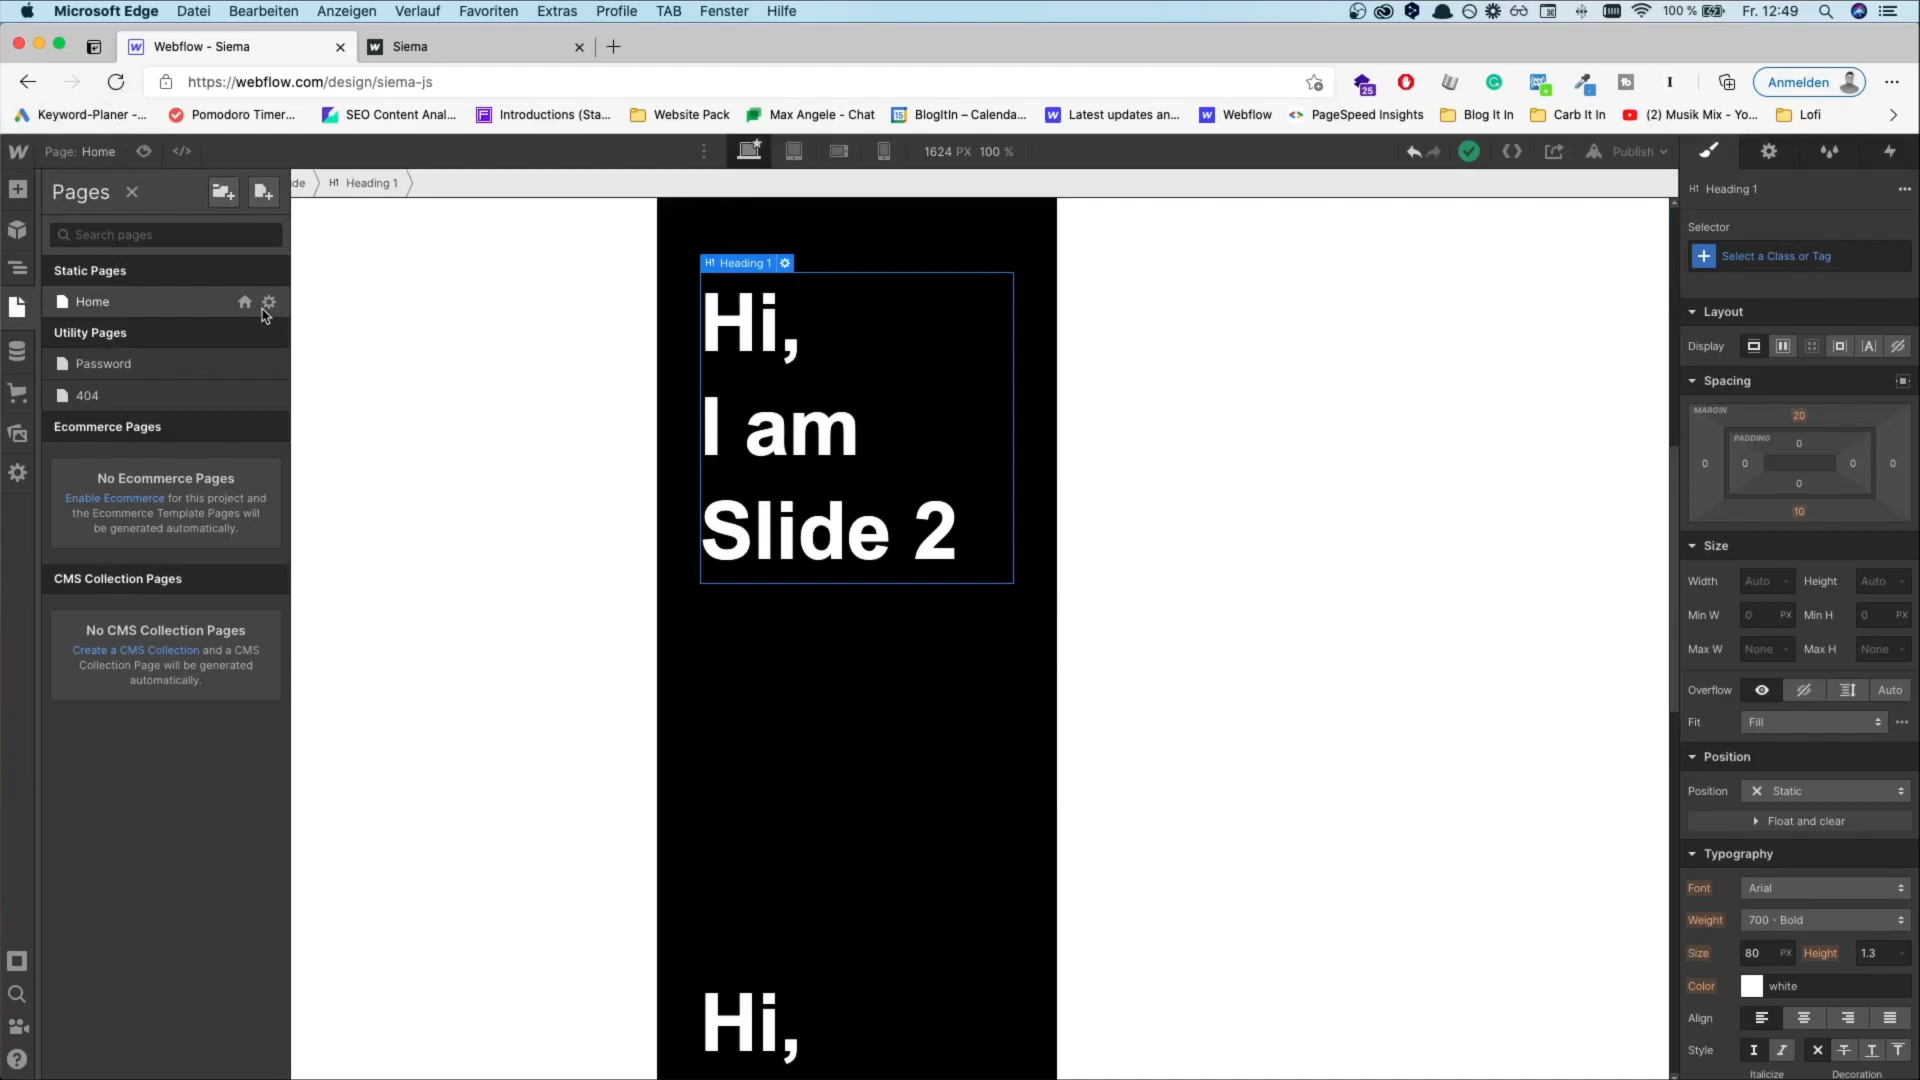 Microsoft Edge Datei Bearbeiten Anzeigen Verlauf Favoriten Extras Profile TAB Fenster Hilfe 100 % Fr. 12:49
Webflow - Siema
Siema
https://webflow.com/design/siema-js
25
Anmelden
Keyword-Planer -... Pomodoro Timer... SEO Content Anal... Introductions (Sta... Website Pack Max Angele - Chat BlogItIn – Calenda... Latest updates an... Webflow PageSpeed Insights Blog It In Carb It In (2) Musik Mix - Yo... Lofi
Page: Home
1624 PX 100 %
Publish
Pages
ide
H1 Heading 1
Search pages
Static Pages
Home
Utility Pages
Password
404
Ecommerce Pages
No Ecommerce Pages
Enable Ecommerce for this project and
the Ecommerce Template Pages will
be generated automatically.
CMS Collection Pages
No CMS Collection Pages
Create a CMS Collection and a CMS
Collection Page will be generated
automatically.
H1 Heading 1
Hi,
I am
Slide 2
Hi,
H1 Heading 1
Selector
Select a Class or Tag
Layout
Display
Spacing
MARGIN
20
PADDING
0
0 0 0 0
0
10
Size
Width Auto - Height Auto -
Min W 0 PX Min H 0 PX
Max W None - Max H None -
Overflow Auto
Fit Fill
Position
Position Static
Float and clear
Typography
Font Arial
Weight 700 - Bold
Size 80 PX Height 1.3 -
Color white
Align
Style
Italicize Decoration